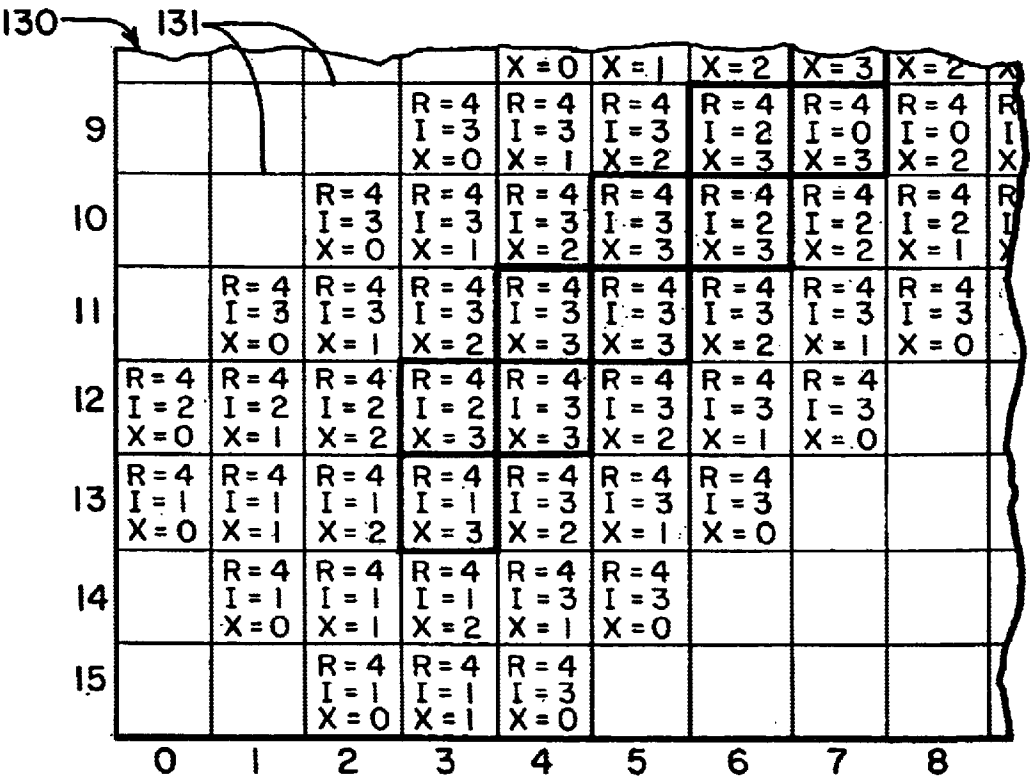 130 131
X = 0 X = 1 X = 2 X = 3 X = 2 X
R = 4 R = 4 R = 4 R = 4 R = 4 R = 4 R
9 I = 3 I = 3 I = 3 I = 2 I = 0 I = 0 I
X = 0 X = 1 X = 2 X = 3 X = 3 X = 2 X
R = 4 R = 4 R = 4 R = 4 R = 4 R = 4 R = 4 R
10 I = 3 I = 3 I = 3 I = 3 I = 2 I = 2 I = 2 I
X = 0 X = 1 X = 2 X = 3 X = 3 X = 2 X = 1 X
R = 4 R = 4 R = 4 R = 4 R = 4 R = 4 R = 4 R = 4
11 I = 3 I = 3 I = 3 I = 3 I = 3 I = 3 I = 3 I = 3
X = 0 X = 1 X = 2 X = 3 X = 3 X = 2 X = 1 X = 0
R = 4 R = 4 R = 4 R = 4 R = 4 R = 4 R = 4 R = 4
12 I = 2 I = 2 I = 2 I = 2 I = 3 I = 3 I = 3 I = 3
X = 0 X = 1 X = 2 X = 3 X = 3 X = 2 X = 1 X = 0
R = 4 R = 4 R = 4 R = 4 R = 4 R = 4 R = 4
13 I = 1 I = 1 I = 1 I = 1 I = 3 I = 3 I = 3
X = 0 X = 1 X = 2 X = 3 X = 2 X = 1 X = 0
R = 4 R = 4 R = 4 R = 4 R = 4
14 I = 1 I = 1 I = 1 I = 3 I = 3
X = 0 X = 1 X = 2 X = 1 X = 0
R = 4 R = 4 R = 4
15 I = 1 I = 1 I = 3
X = 0 X = 1 X = 0
0 1 2 3 4 5 6 7 8